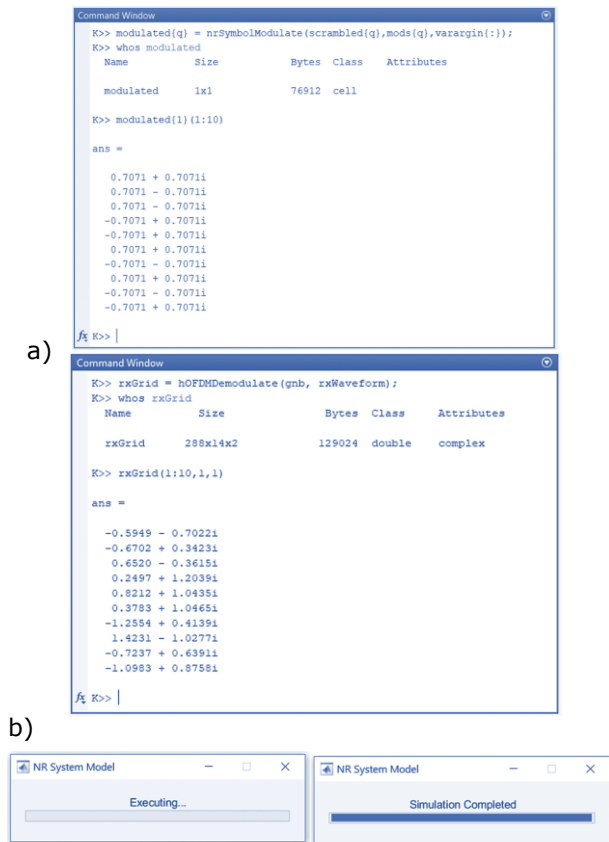 Command Window
K>> modulated{q} = nrSymbolModulate(scrambled{q},mods{q},varargin{:});
K>> whos modulated
Name Size Bytes Class Attributes
modulated 1x1 76912 cell
K>> modulated{1}(1:10)
ans =
0.7071 + 0.7071i
0.7071 - 0.7071i
0.7071 - 0.7071i
-0.7071 + 0.7071i
-0.7071 + 0.7071i
0.7071 + 0.7071i
-0.7071 - 0.7071i
0.7071 + 0.7071i
-0.7071 - 0.7071i
-0.7071 + 0.7071i
fx K>>
a)
Command Window
K>> rxGrid = hOFDMDemodulate(gnb, rxWaveform);
K>> whos rxGrid
Name Size Bytes Class Attributes
rxGrid 288x14x2 129024 double complex
K>> rxGrid(1:10,1,1)
ans =
-0.5949 - 0.7022i
-0.6702 + 0.3423i
0.6520 - 0.3615i
0.2497 + 1.2039i
0.8212 + 1.0435i
0.3783 + 1.0465i
-1.2554 + 0.4139i
1.4231 - 1.0277i
-0.7237 + 0.6391i
-1.0983 + 0.8758i
fx K>>
b)
NR System Model
Executing...
NR System Model
Simulation Completed